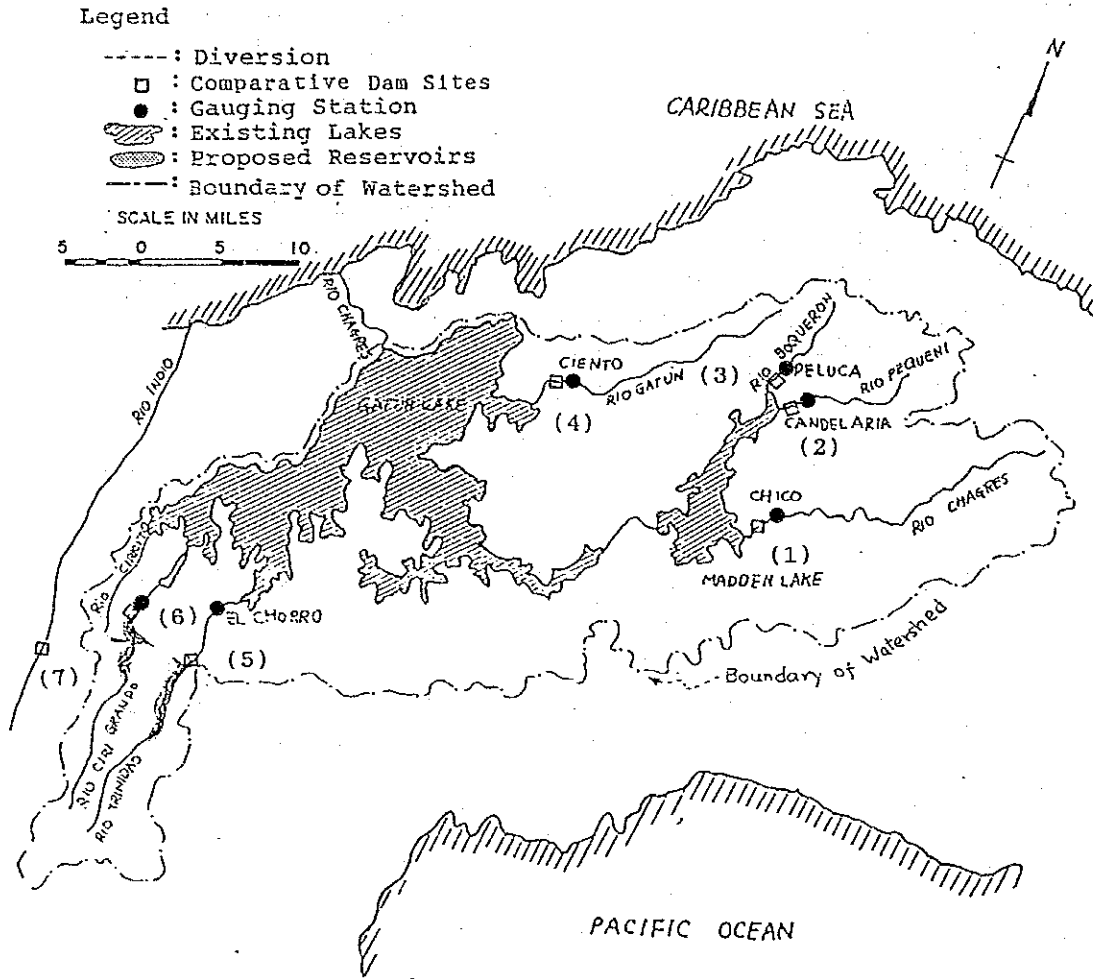 Legend
-----: Diversion
□ : Comparative Dam Sites
● : Gauging Station
: Existing Lakes
: Proposed Reservoirs
—·—·—: Boundary of Watershed
SCALE IN MILES
5 0 5 10
N
CARIBBEAN SEA
RIO CHAGRES
RIO INDIO
GATUN LAKE
CIENTO
RIO GATUN
(4)
(3)
RIO BOQUERON
PELUCA
RIO PEQUENI
CANDELARIA
(2)
CHICO
RIO CHAGRES
(1)
MADDEN LAKE
RIO CIRRITO
(6)
EL CHORRO
(5)
(7)
Boundary of Watershed
RIO CIRI GRANDO
RIO TRINIDAD
PACIFIC OCEAN